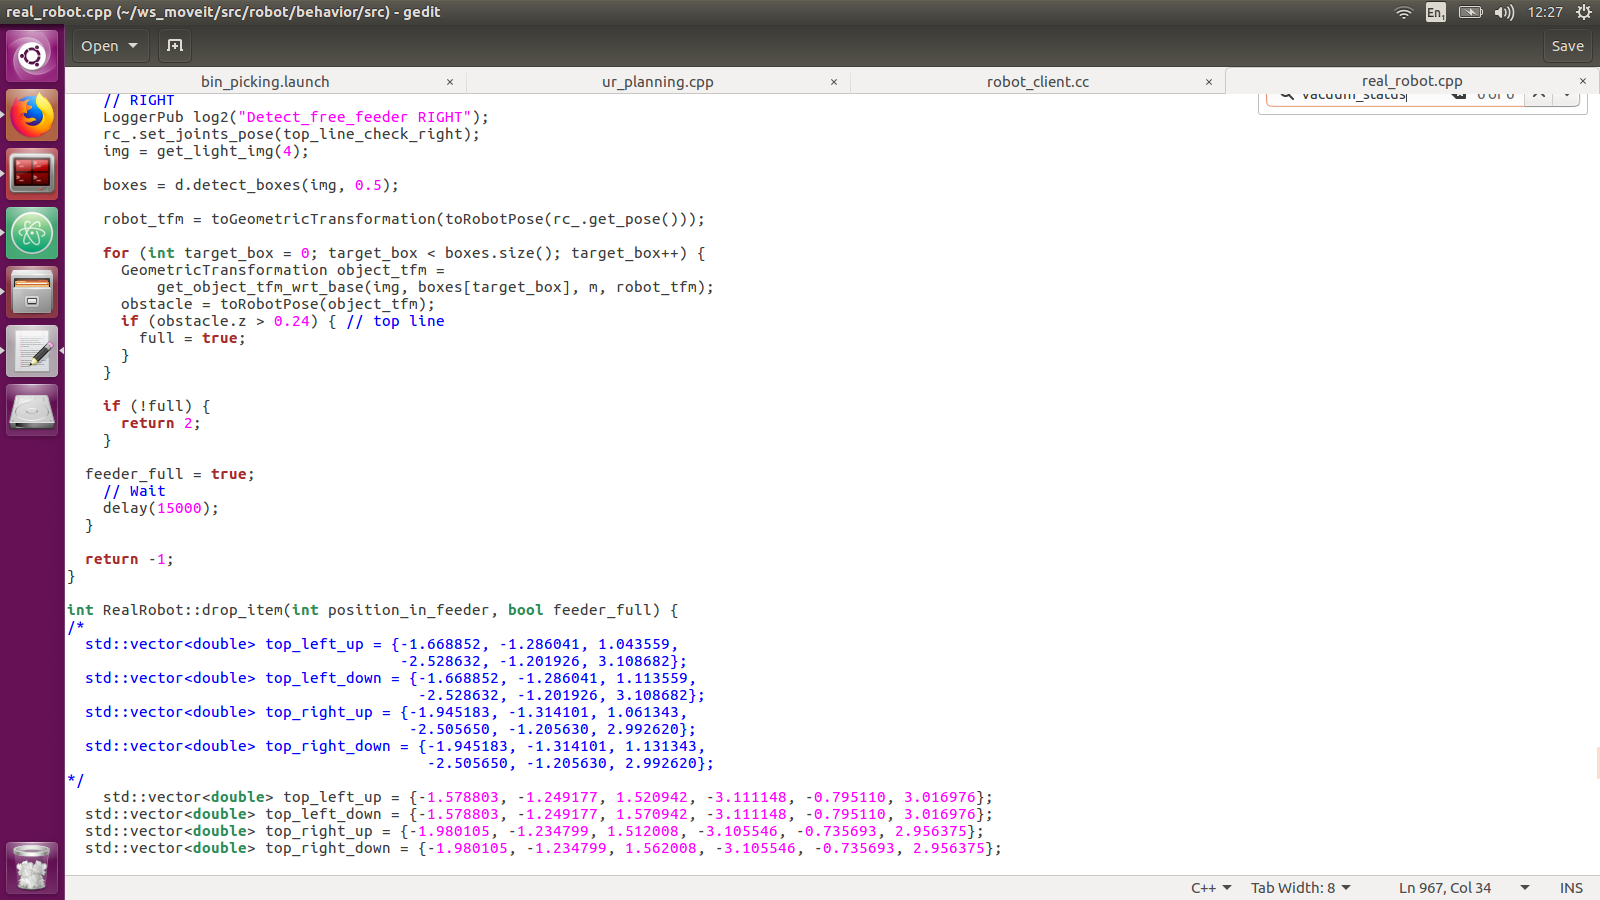 real_robot.cpp (~/ws_moveit/src/robot/behavior/src) - gedit
En1
12:27
Open
Save
bin_picking.launch ×
ur_planning.cpp ×
robot_client.cc ×
real_robot.cpp ×
vacuum_status 0 of 0
// RIGHT
LoggerPub log2("Detect_free_feeder RIGHT");
rc_.set_joints_pose(top_line_check_right);
img = get_light_img(4);
boxes = d.detect_boxes(img, 0.5);
robot_tfm = toGeometricTransformation(toRobotPose(rc_.get_pose()));
for (int target_box = 0; target_box < boxes.size(); target_box++) {
GeometricTransformation object_tfm =
get_object_tfm_wrt_base(img, boxes[target_box], m, robot_tfm);
obstacle = toRobotPose(object_tfm);
if (obstacle.z > 0.24) { // top line
full = true;
}
}
if (!full) {
return 2;
}
feeder_full = true;
// Wait
delay(15000);
}
return -1;
}
int RealRobot::drop_item(int position_in_feeder, bool feeder_full) {
/*
std::vector<double> top_left_up = {-1.668852, -1.286041, 1.043559,
-2.528632, -1.201926, 3.108682};
std::vector<double> top_left_down = {-1.668852, -1.286041, 1.113559,
-2.528632, -1.201926, 3.108682};
std::vector<double> top_right_up = {-1.945183, -1.314101, 1.061343,
-2.505650, -1.205630, 2.992620};
std::vector<double> top_right_down = {-1.945183, -1.314101, 1.131343,
-2.505650, -1.205630, 2.992620};
*/
std::vector<double> top_left_up = {-1.578803, -1.249177, 1.520942, -3.111148, -0.795110, 3.016976};
std::vector<double> top_left_down = {-1.578803, -1.249177, 1.570942, -3.111148, -0.795110, 3.016976};
std::vector<double> top_right_up = {-1.980105, -1.234799, 1.512008, -3.105546, -0.735693, 2.956375};
std::vector<double> top_right_down = {-1.980105, -1.234799, 1.562008, -3.105546, -0.735693, 2.956375};
C++ Tab Width: 8 Ln 967, Col 34 INS